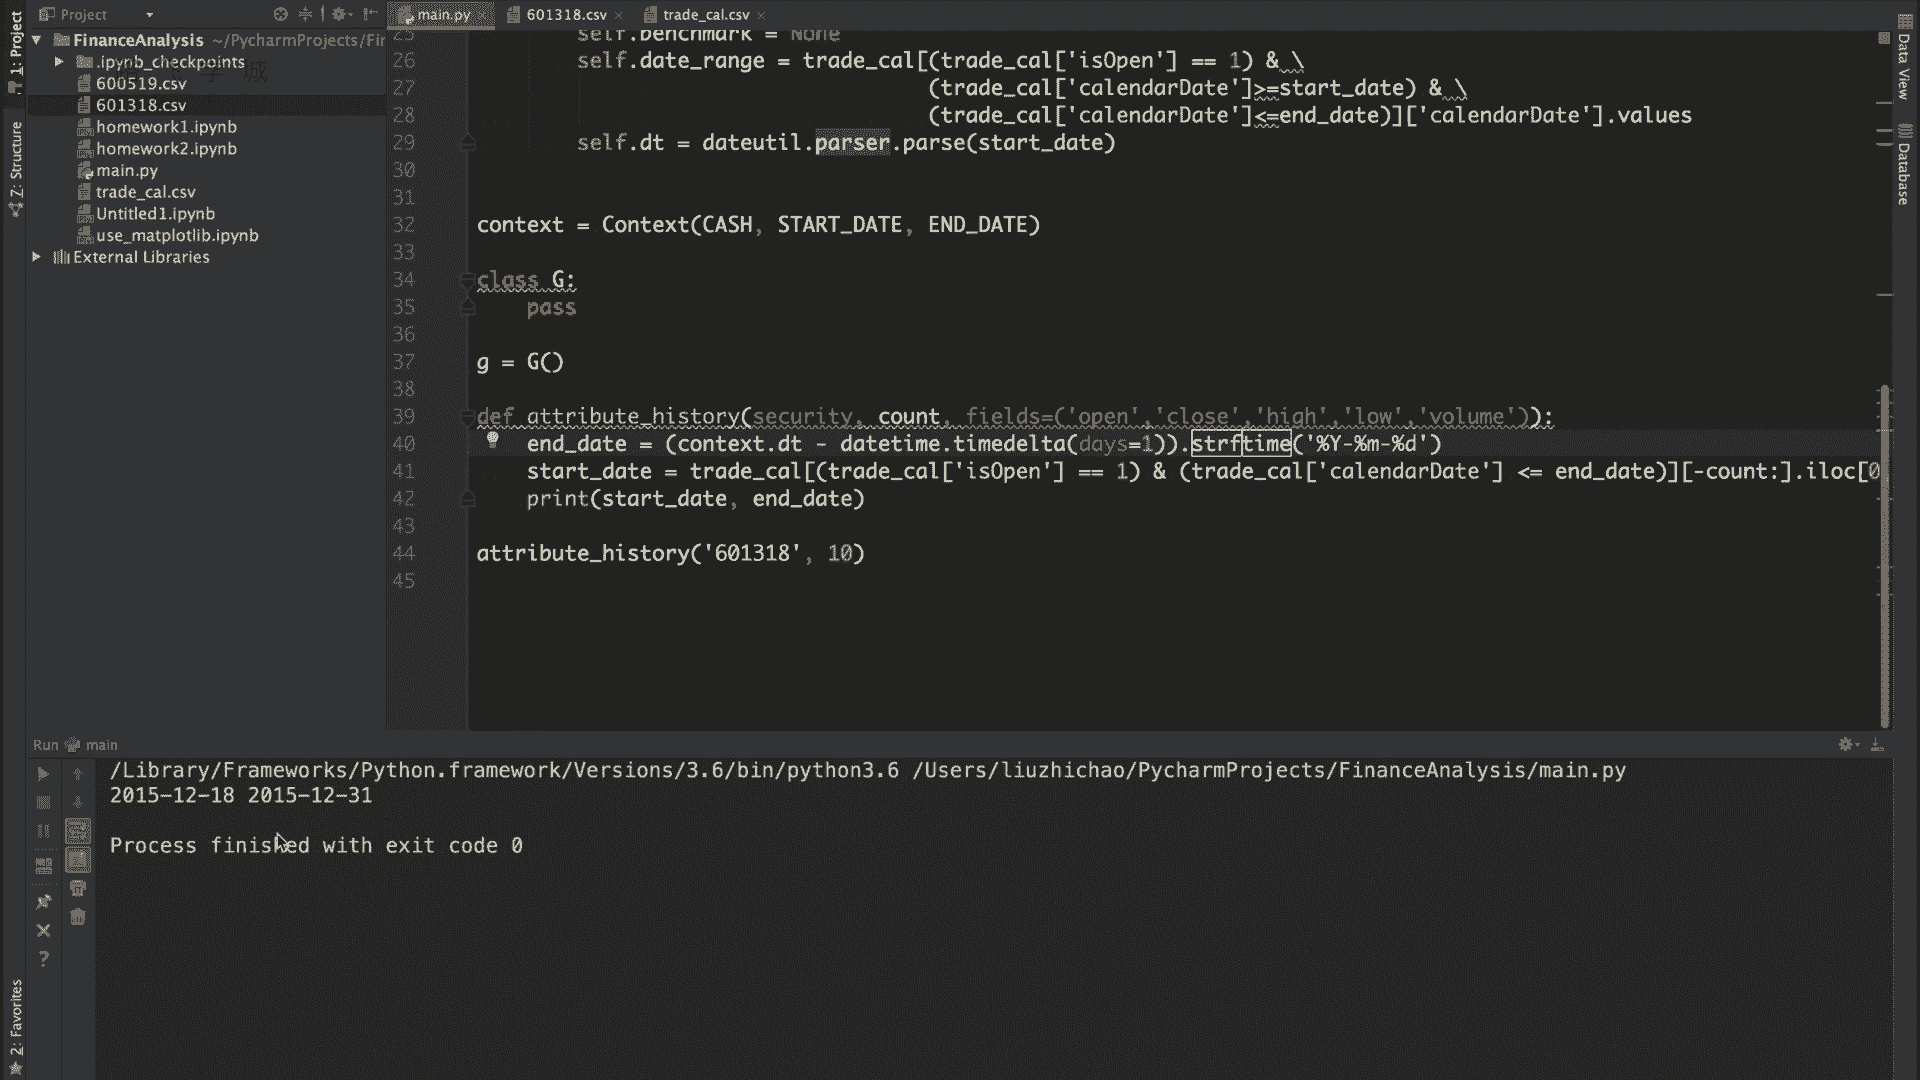 Project
main.py
601318.csv
trade_cal.csv
1: Project
Z: Structure
2: Favorites
Data View
Database
FinanceAnalysis ~/PycharmProjects/Fir
.ipynb_checkpoints
600519.csv
601318.csv
homework1.ipynb
homework2.ipynb
main.py
trade_cal.csv
Untitled1.ipynb
use_matplotlib.ipynb
External Libraries
25 self.benchmark = None
26 self.date_range = trade_cal[(trade_cal['isOpen'] == 1) & \
27 (trade_cal['calendarDate']>=start_date) & \
28 (trade_cal['calendarDate']<=end_date)]['calendarDate'].values
29 self.dt = dateutil.parser.parse(start_date)
30
31
32 context = Context(CASH, START_DATE, END_DATE)
33
34 class G:
35 pass
36
37 g = G()
38
39 def attribute_history(security, count, fields=('open','close','high','low','volume')):
40 end_date = (context.dt - datetime.timedelta(days=1)).strftime('%Y-%m-%d')
41 start_date = trade_cal[(trade_cal['isOpen'] == 1) & (trade_cal['calendarDate'] <= end_date)][-count:].iloc[0
42 print(start_date, end_date)
43
44 attribute_history('601318', 10)
45
Run main
/Library/Frameworks/Python.framework/Versions/3.6/bin/python3.6 /Users/liuzhichao/PycharmProjects/FinanceAnalysis/main.py
2015-12-18 2015-12-31
Process finished with exit code 0